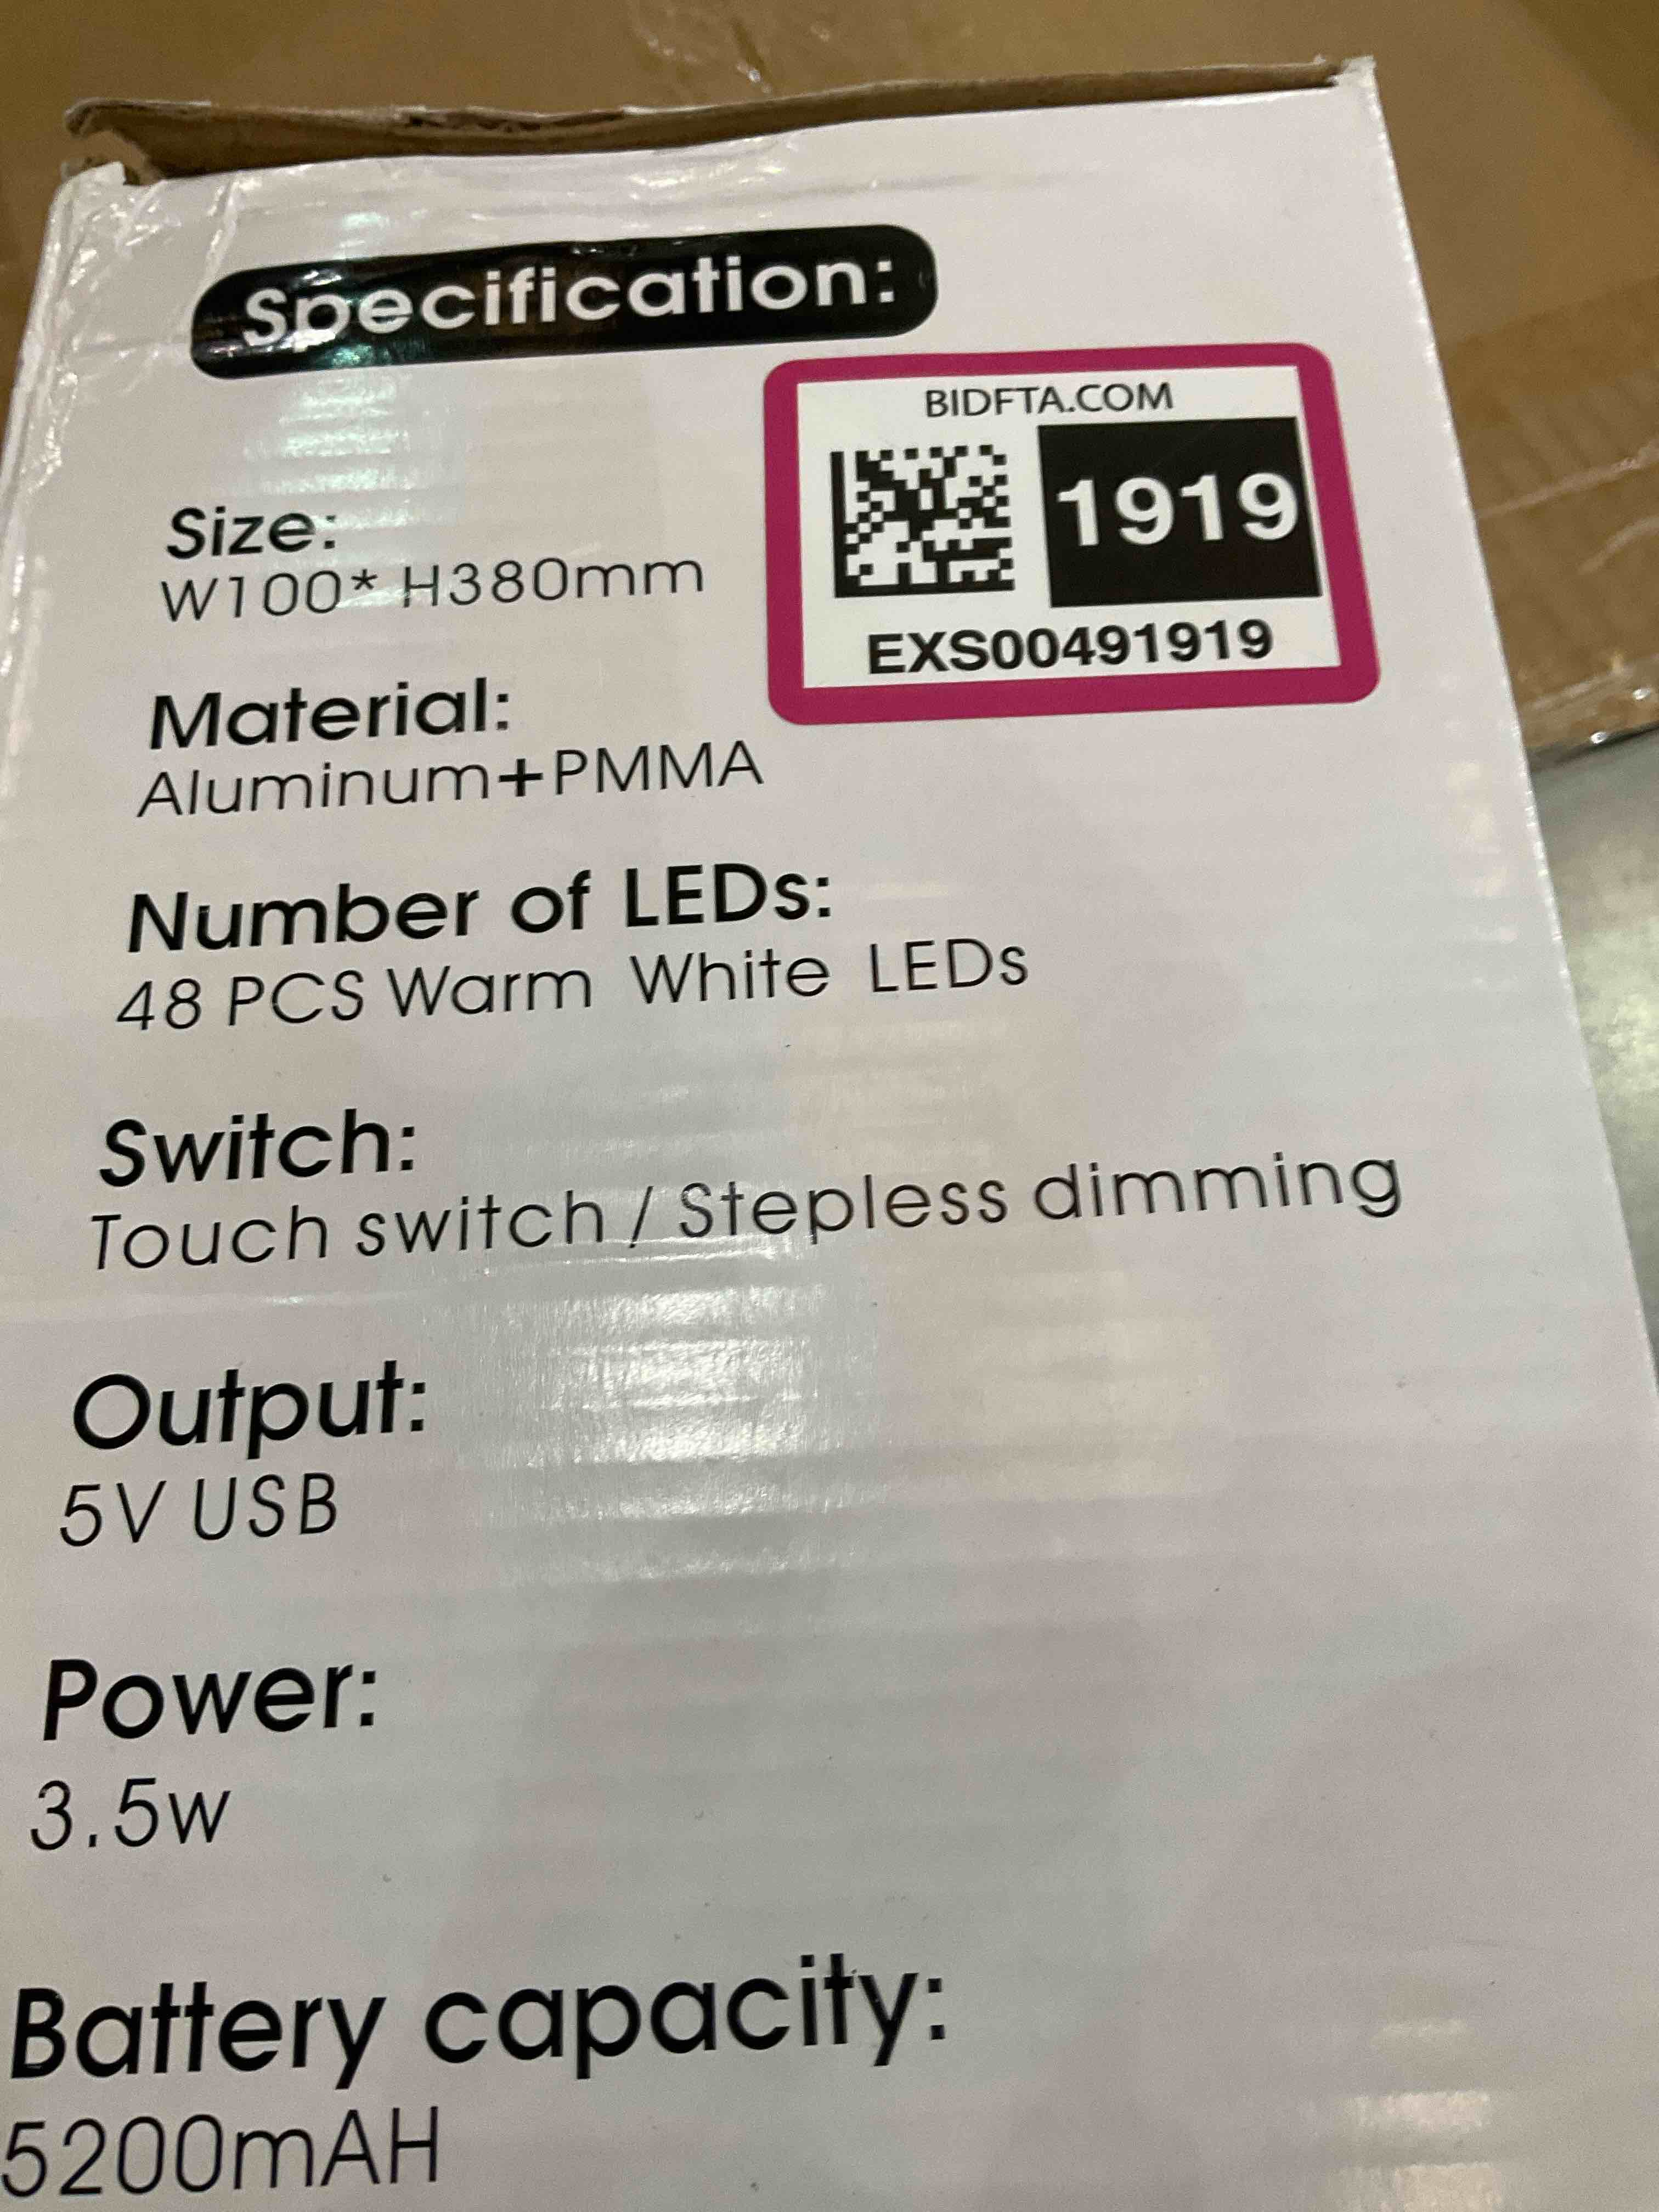 Specification:
BIDFTA.COM
1919
EXS00491919
Size:
W100* H380mm
Material:
Aluminum+PMMA
Number of LEDs:
48 PCS Warm White LEDs
Switch:
Touch switch / Stepless dimming
Output:
5V USB
Power:
3.5w
Battery capacity:
5200mAH